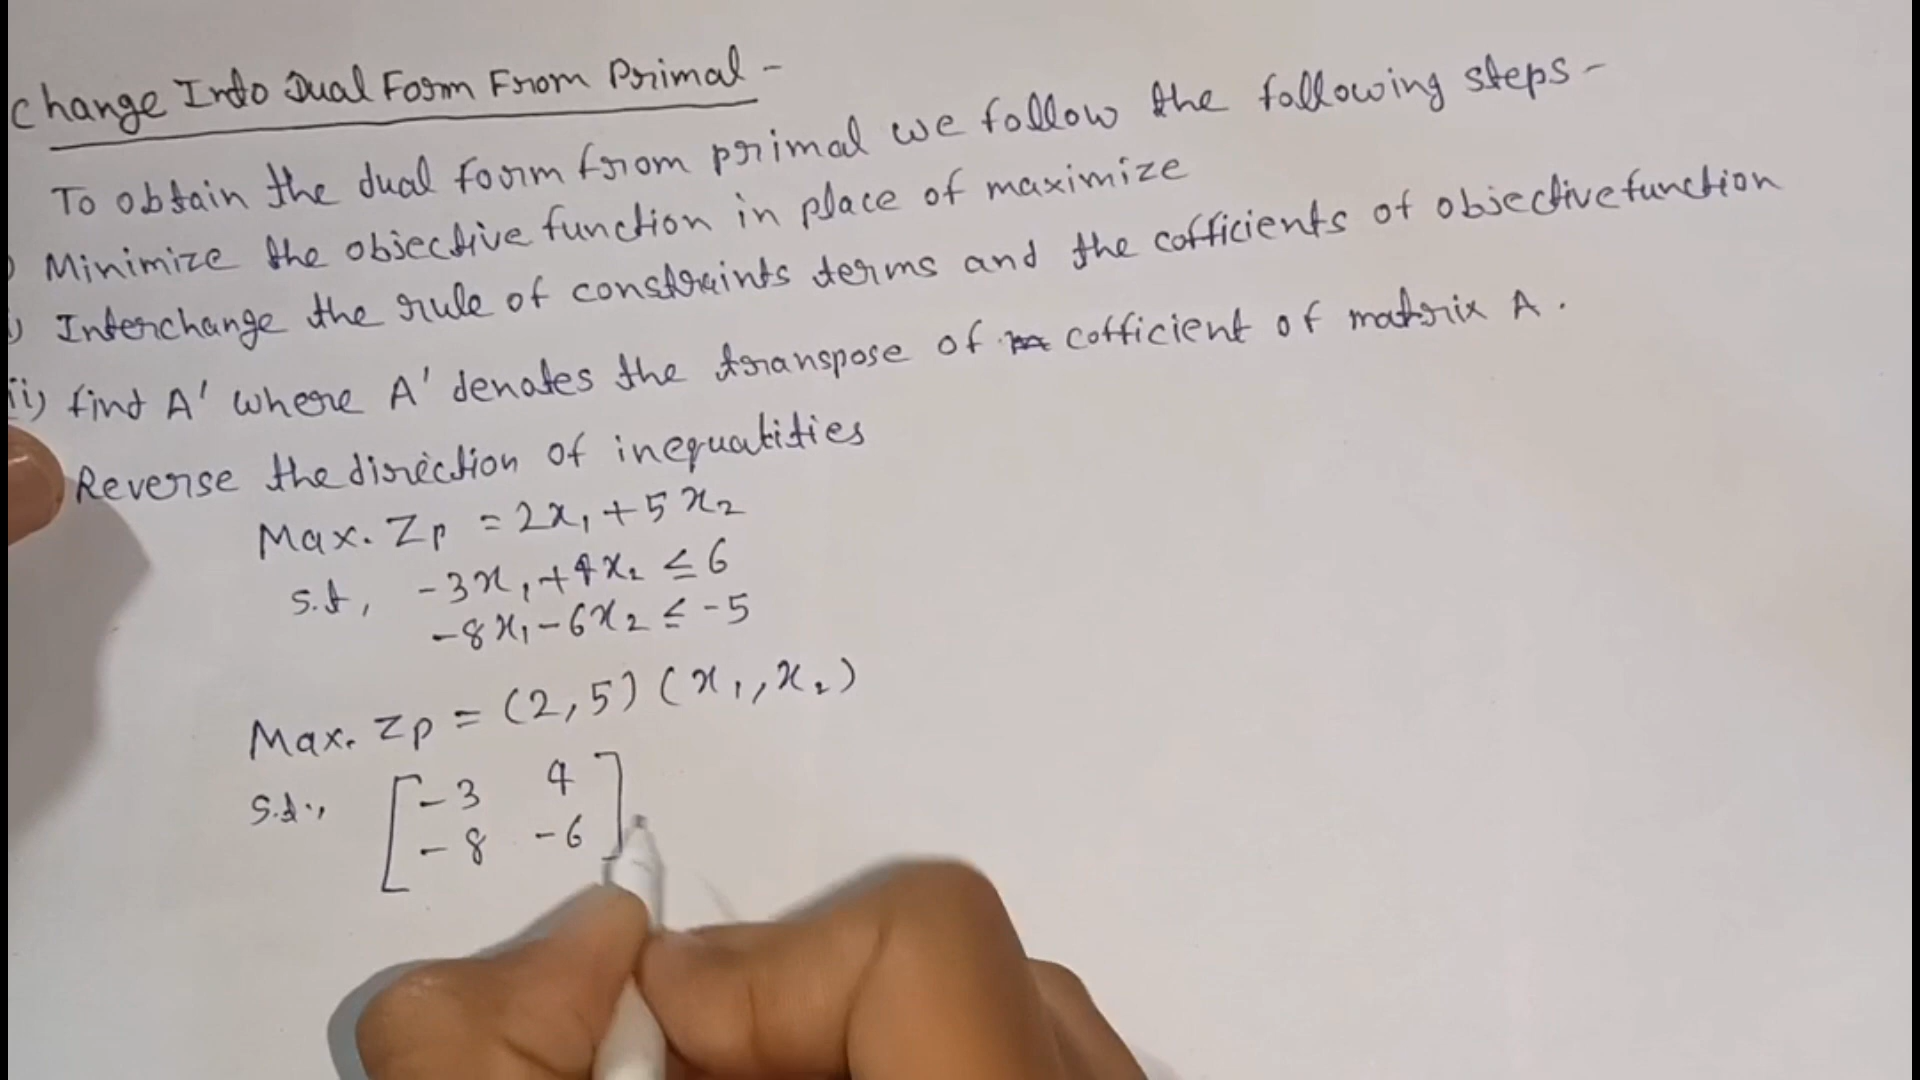 Change Into Dual Form From Primal -
To obtain the dual form from primal we follow the following steps -
) Minimize the objective function in place of maximize
i) Interchange the rule of constraints terms and the cofficients of objective function
ii) find A' where A' denotes the transpose of cofficient of matrix A.
Reverse the direction of inequalities
Max. Zp = 2x₁ + 5x₂
s.t, -3x₁ + 4x₂ ≤ 6
-8x₁ - 6x₂ ≤ -5
Max. Zp = (2, 5) (x₁, x₂)
s.t., [ -3 4
-8 -6 ]